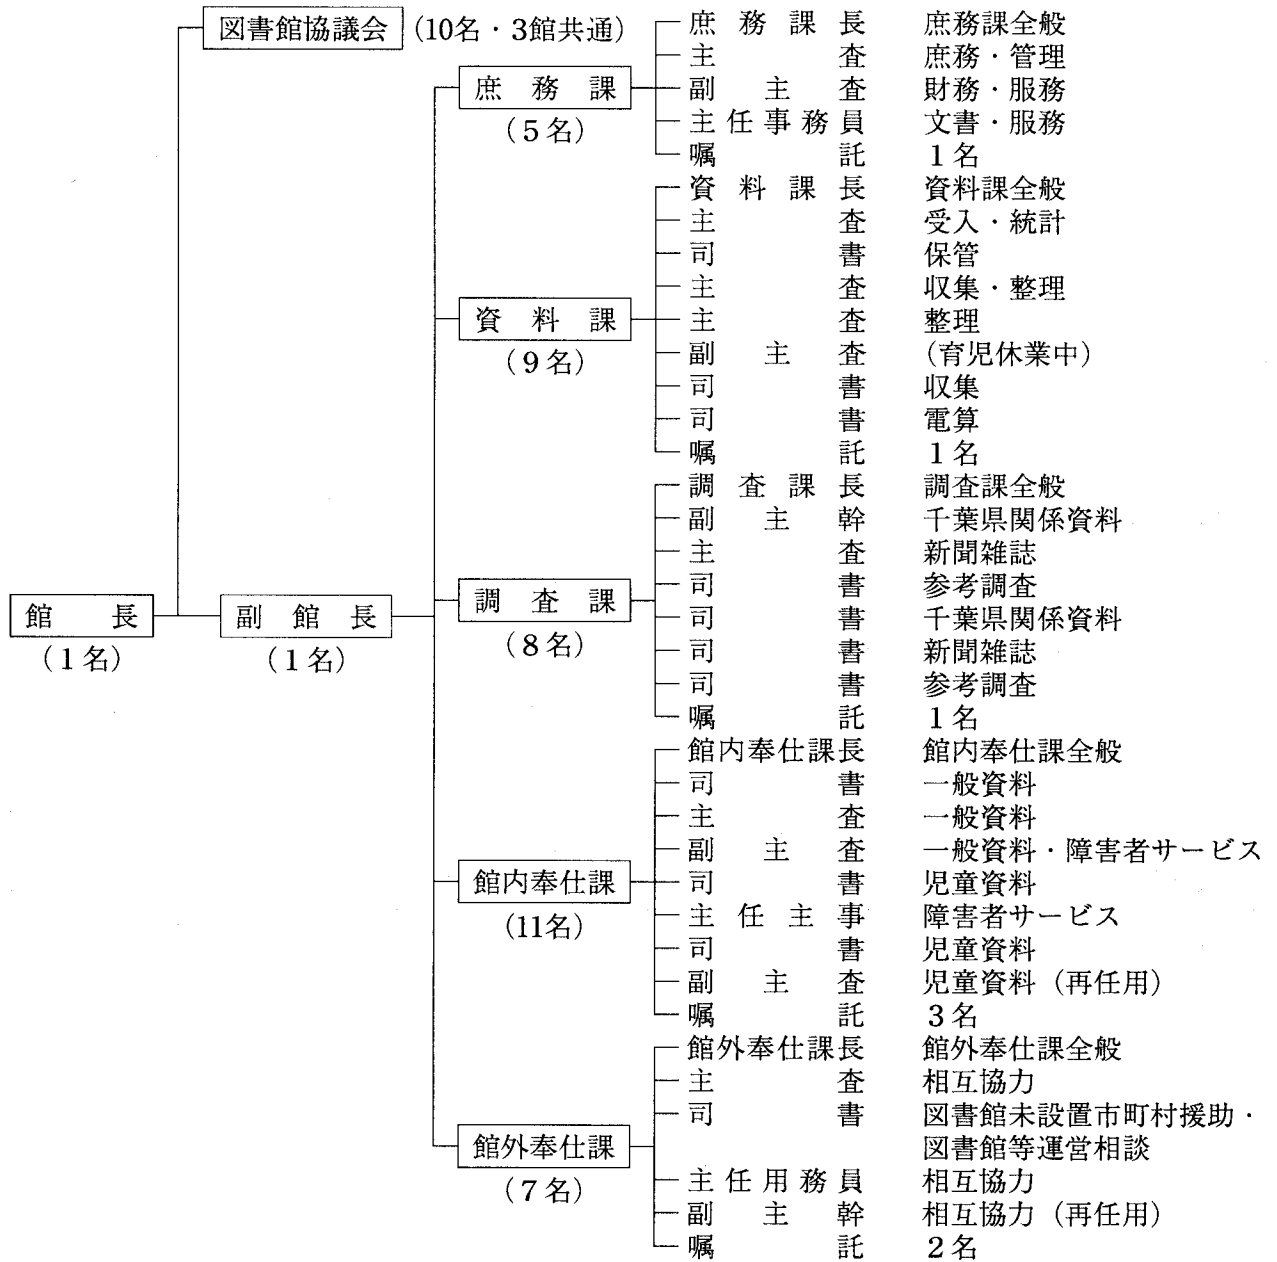 図書館協議会 (10名・3館共通)
館長
(1名)
副館長
(1名)
庶務課
(5名)
庶務課長 庶務課全般
主査 庶務・管理
副主査 財務・服務
主任事務員 文書・服務
嘱託 1名
資料課
(9名)
資料課長 資料課全般
主査 受入・統計
司書 保管
主査 収集・整理
主査 整理
副主査 (育児休業中)
司書 収集
司書 電算
嘱託 1名
調査課
(8名)
調査課長 調査課全般
副主幹 千葉県関係資料
主査 新聞雑誌
司書 参考調査
司書 千葉県関係資料
司書 新聞雑誌
司書 参考調査
嘱託 1名
館内奉仕課
(11名)
館内奉仕課長 館内奉仕課全般
司書 一般資料
主査 一般資料
副主査 一般資料・障害者サービス
司書 児童資料
主任主事 障害者サービス
司書 児童資料
副主査 児童資料(再任用)
嘱託 3名
館外奉仕課
(7名)
館外奉仕課長 館外奉仕課全般
主査 相互協力
司書 図書館未設置市町村援助・
図書館等運営相談
主任用務員 相互協力
副主幹 相互協力(再任用)
嘱託 2名